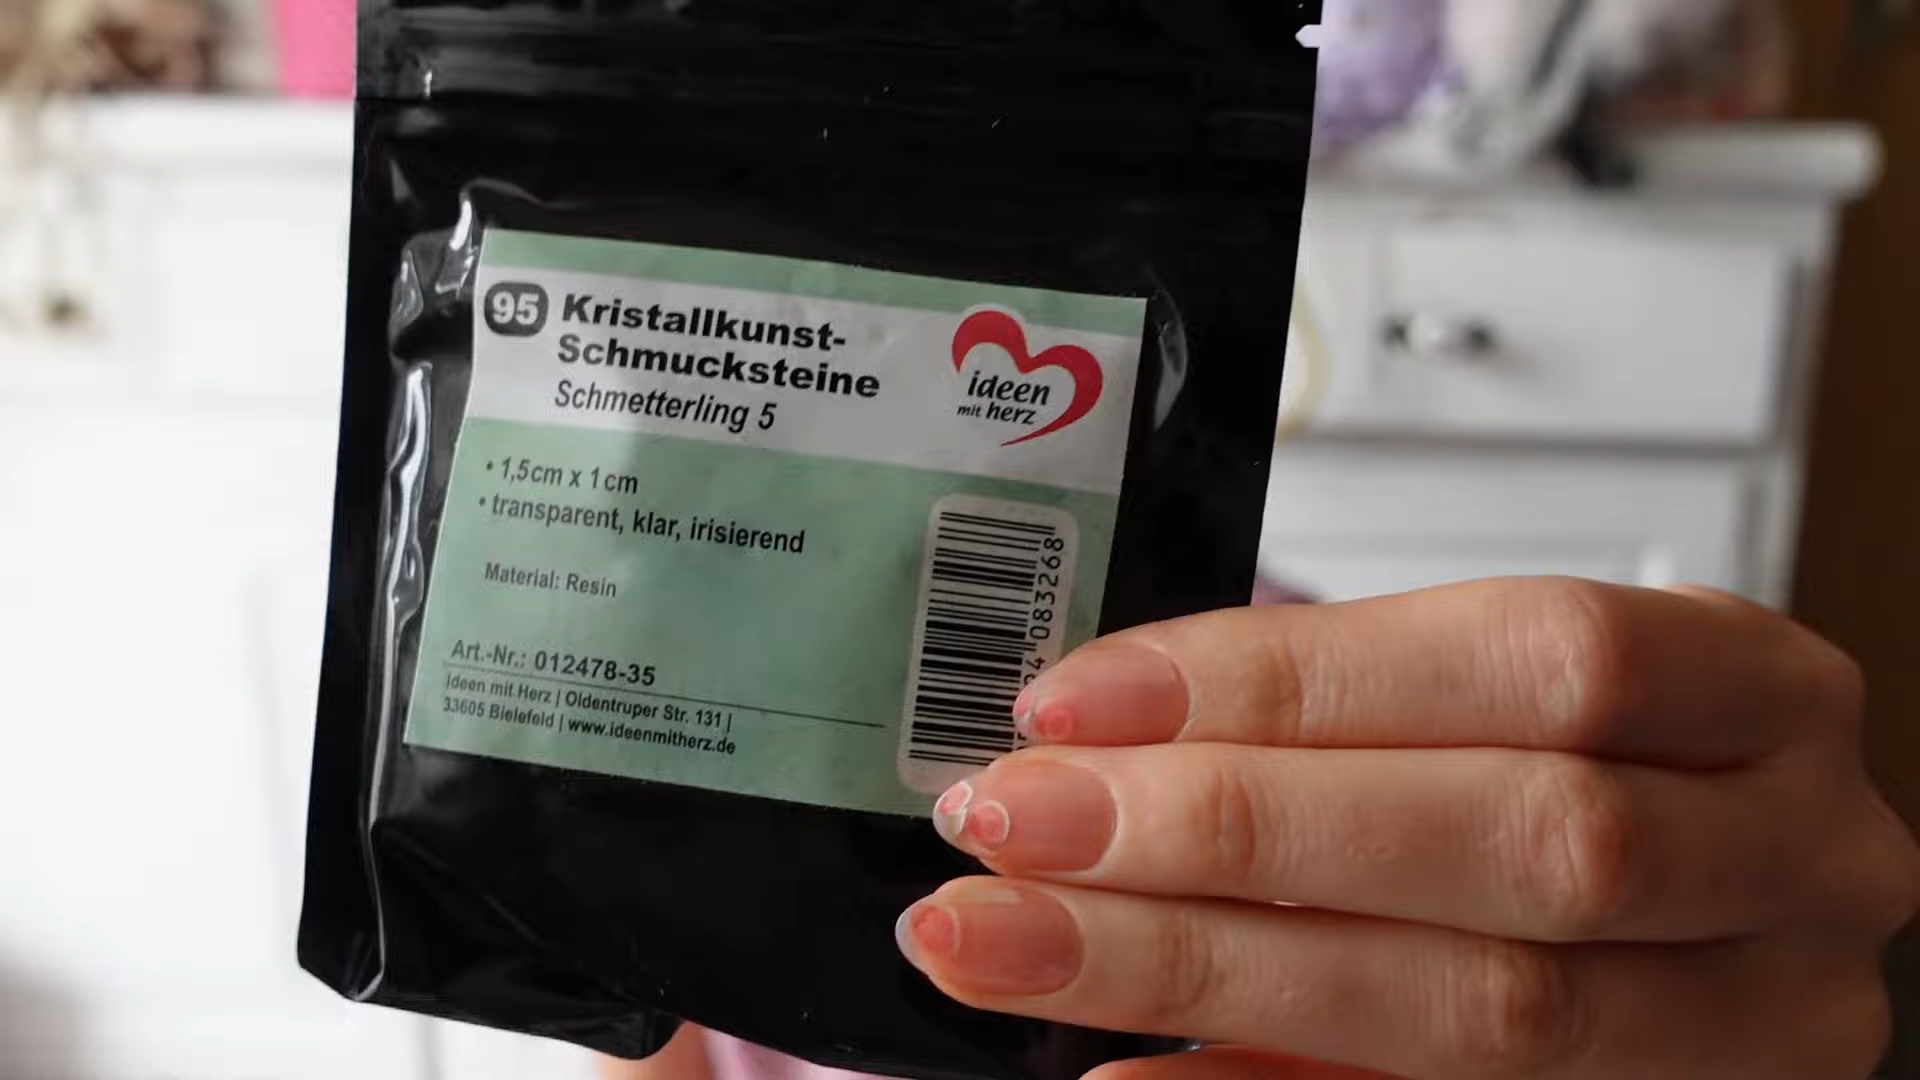 95 Kristallkunst-
Schmucksteine
Schmetterling 5
ideen
mit herz
• 1,5cm x 1cm
• transparent, klar, irisierend
Material: Resin
Art.-Nr.: 012478-35
Ideen mit Herz | Oldentruper Str. 131 |
33605 Bielefeld | www.ideenmitherz.de
083268